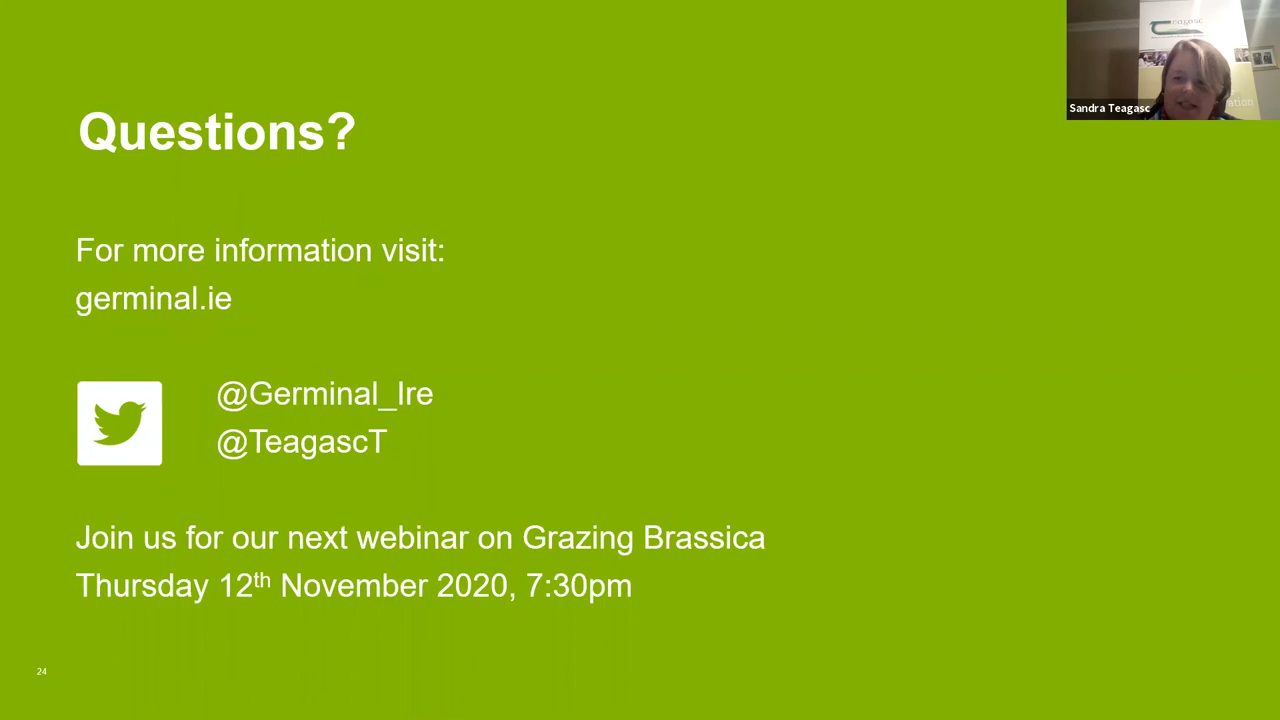 Questions?
For more information visit:
germinal.ie
@Germinal_Ire
@TeagascT
Join us for our next webinar on Grazing Brassica
Thursday 12th November 2020, 7:30pm
24
Sandra Teagasc